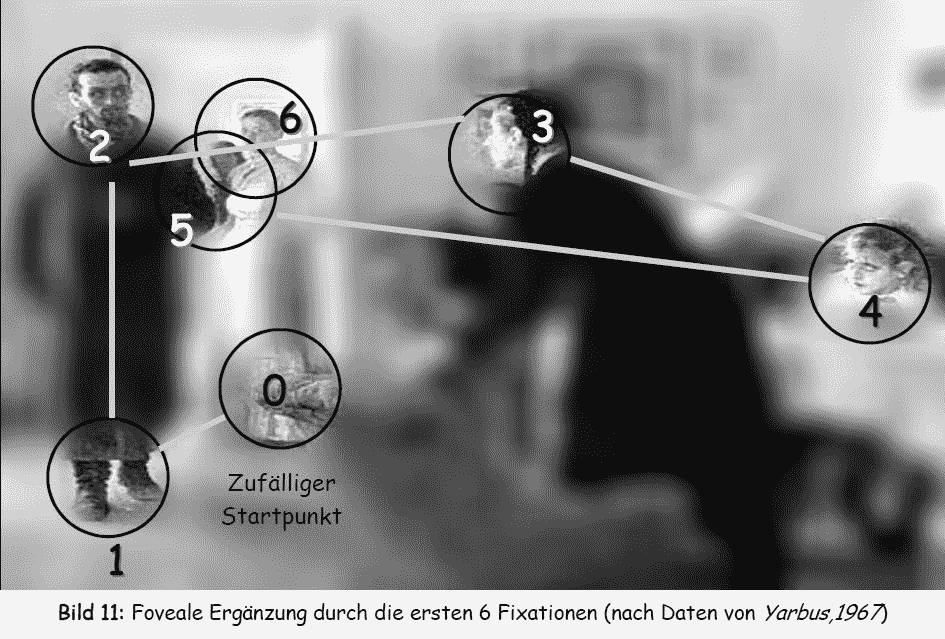 2
6
3
5
4
0
Zufälliger
Startpunkt
1
Bild 11: Foveale Ergänzung durch die ersten 6 Fixationen (nach Daten von Yarbus,1967)